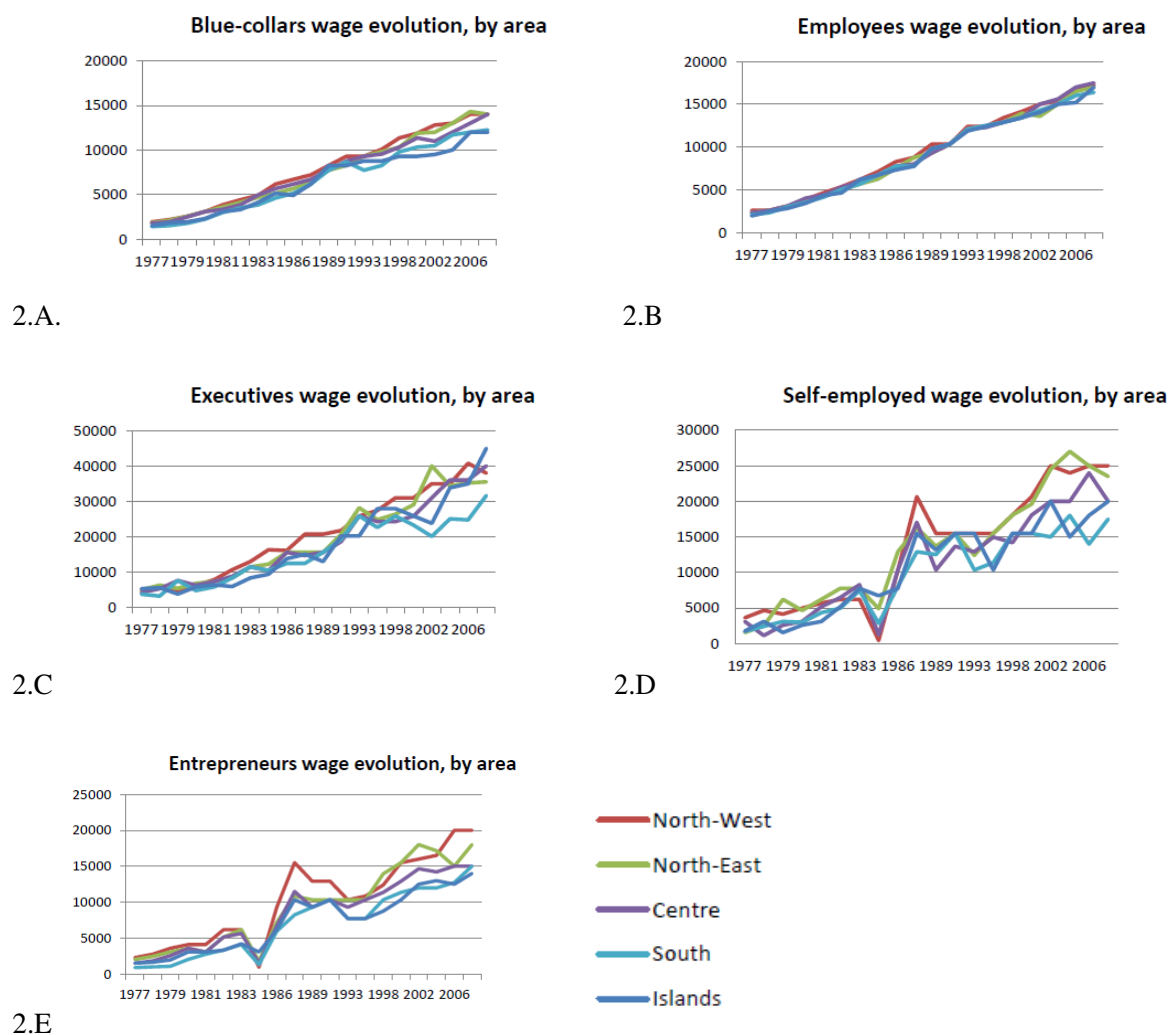 Blue-collars wage evolution, by area
20000
15000
10000
5000
0
1977 1979 1981 1983 1986 1989 1993 1998 2002 2006
2.A.
Employees wage evolution, by area
20000
15000
10000
5000
0
1977 1979 1981 1983 1986 1989 1993 1998 2002 2006
2.B
Executives wage evolution, by area
50000
40000
30000
20000
10000
0
1977 1979 1981 1983 1986 1989 1993 1998 2002 2006
2.C
Self-employed wage evolution, by area
30000
25000
20000
15000
10000
5000
0
1977 1979 1981 1983 1986 1989 1993 1998 2002 2006
2.D
Entrepreneurs wage evolution, by area
25000
20000
15000
10000
5000
0
1977 1979 1981 1983 1986 1989 1993 1998 2002 2006
2.E
North-West
North-East
Centre
South
Islands